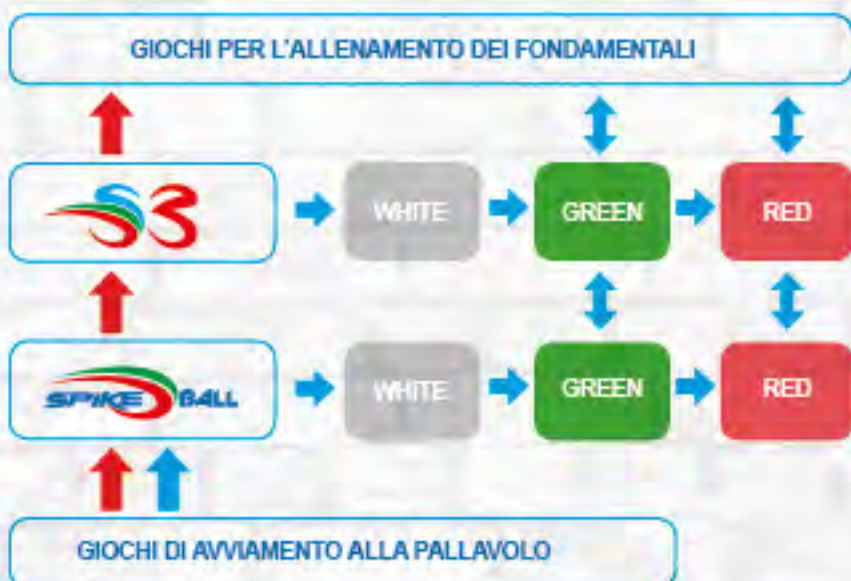 GIOCHI PER L'ALLENAMENTO DEI FONDAMENTALI
S3 WHITE GREEN RED
SPIKE BALL WHITE GREEN RED
GIOCHI DI AVVIAMENTO ALLA PALLAVOLO